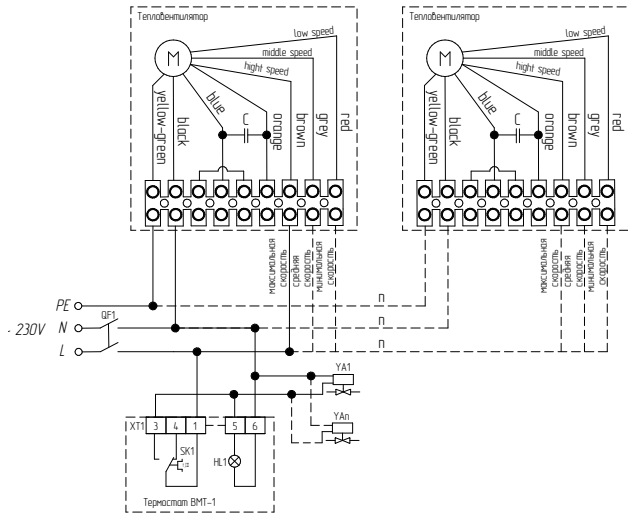 Тепловентилятор
Тепловентилятор
low speed
middle speed
hight speed
low speed
middle speed
hight speed
M
M
yellow-green
black
blue
C
orange
brown
grey
red
yellow-green
black
blue
C
orange
brown
grey
red
максимальная
скорость
средняя
скорость
минимальная
скорость
максимальная
скорость
средняя
скорость
минимальная
скорость
PE
п
~ 230V
N
QF1
п
L
п
YA1
YAn
XT1
3
4
1
5
6
SK1
HL1
Термостат ВМТ-1